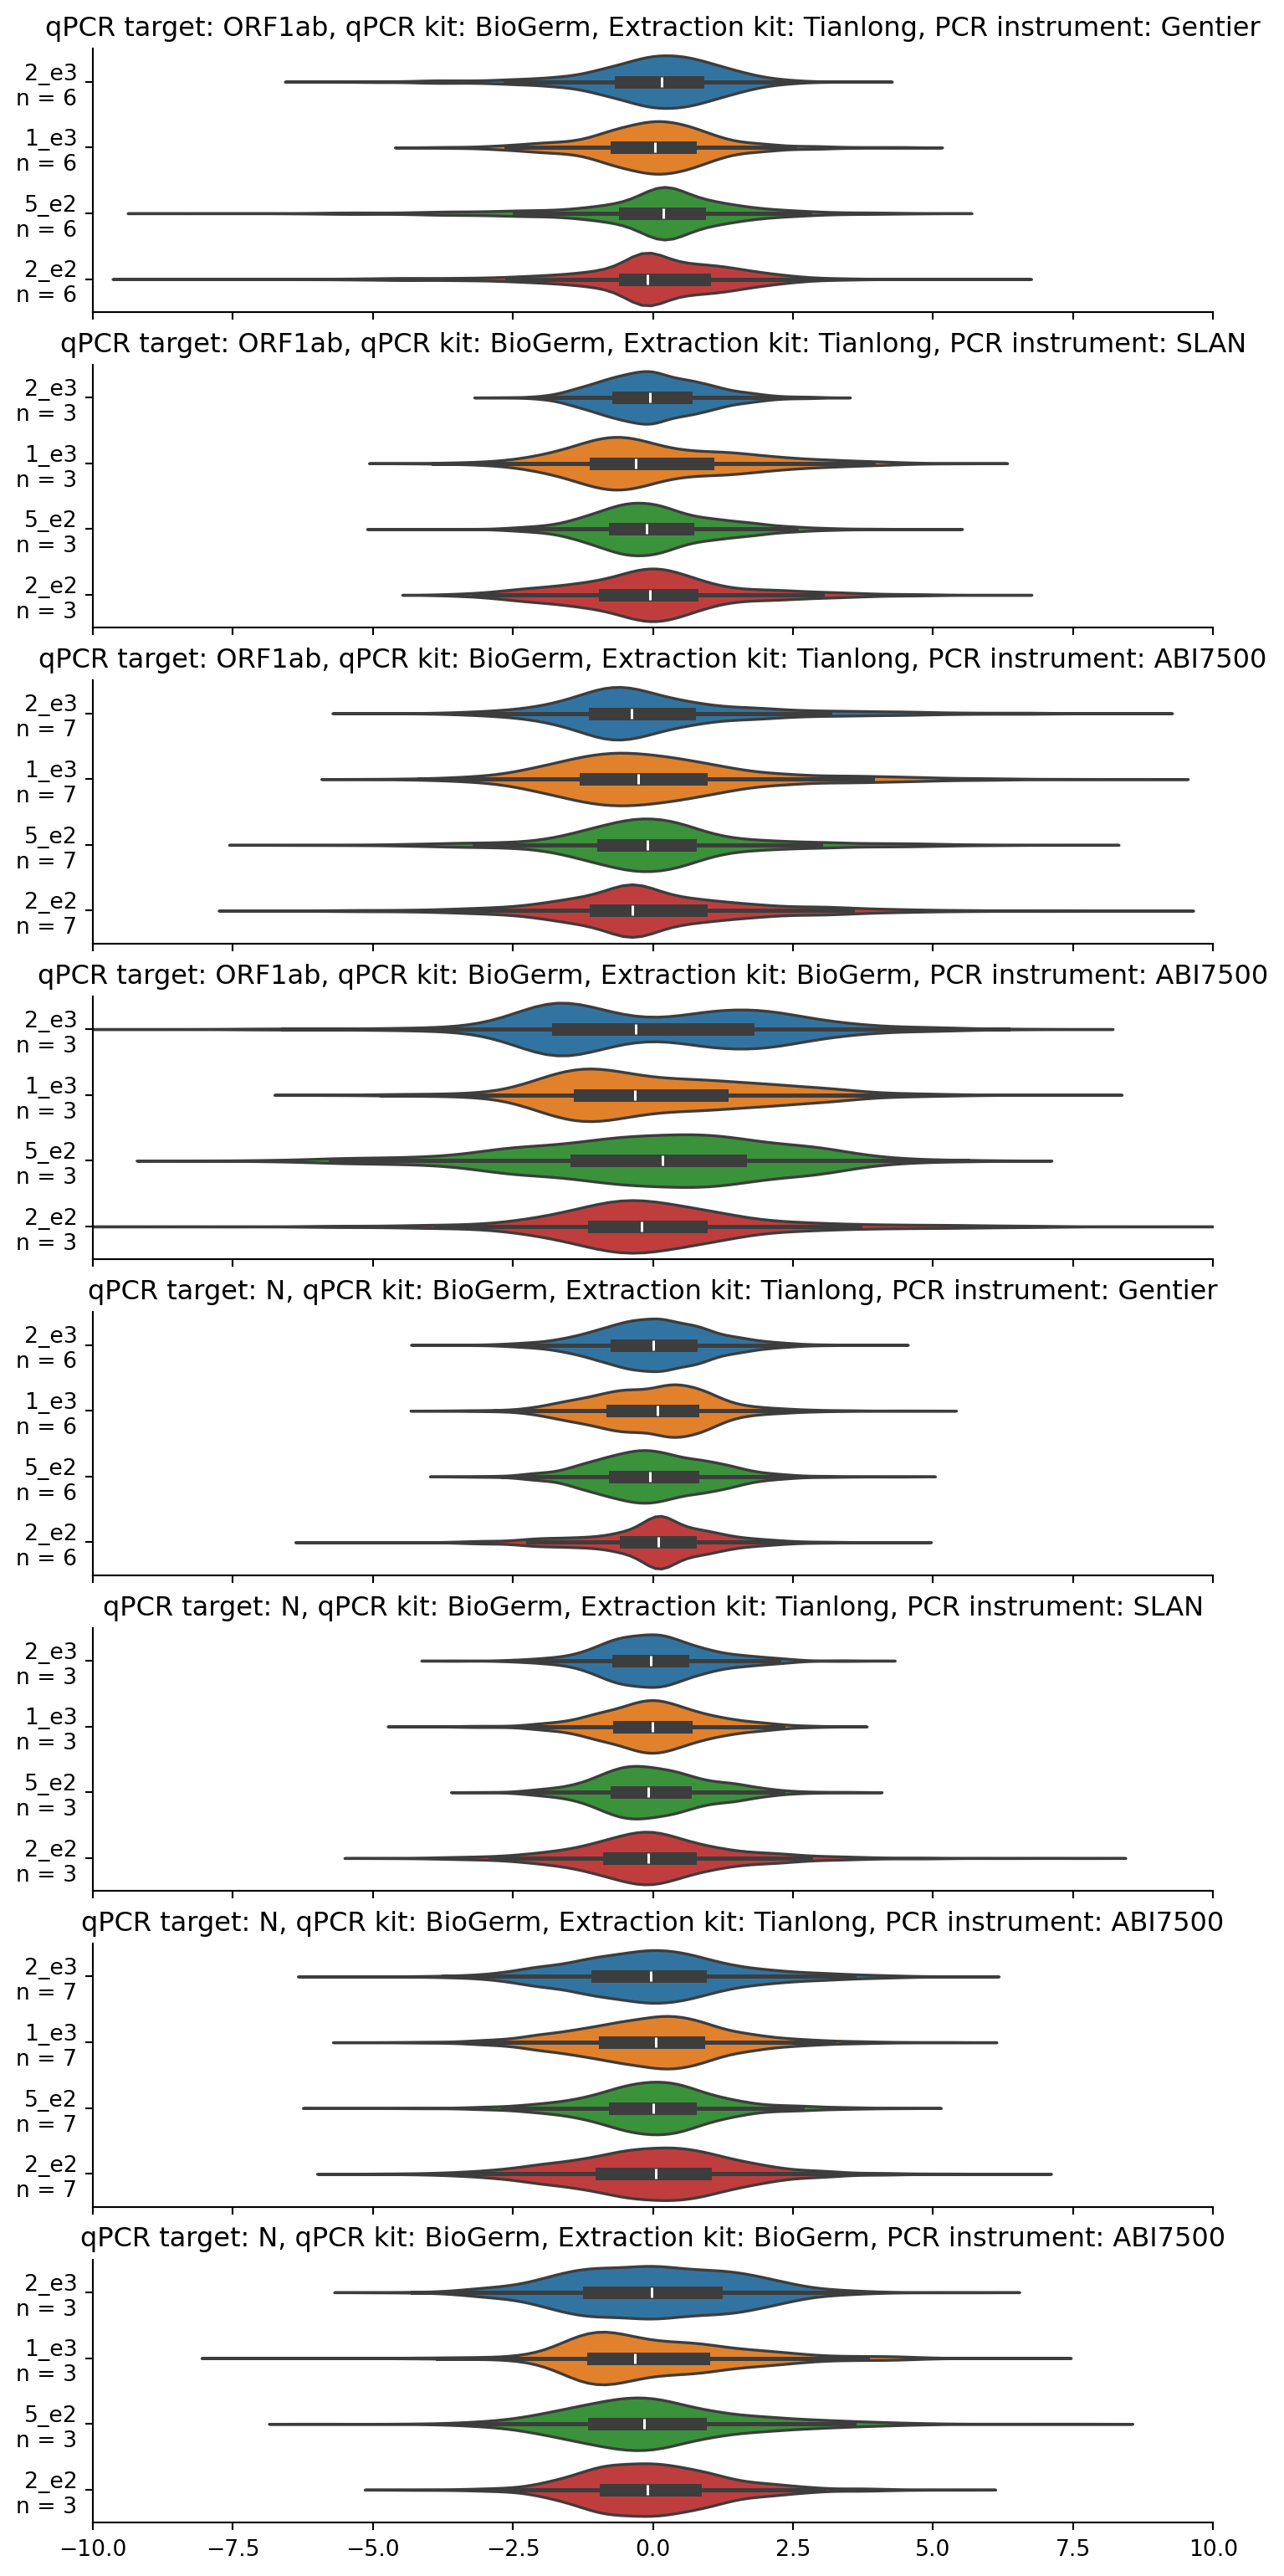 qPCR target: ORF1ab, qPCR kit: BioGerm, Extraction kit: Tianlong, PCR instrument: Gentier
2_e3
n = 6
1_e3
n = 6
5_e2
n = 6
2_e2
n = 6
qPCR target: ORF1ab, qPCR kit: BioGerm, Extraction kit: Tianlong, PCR instrument: SLAN
2_e3
n = 3
1_e3
n = 3
5_e2
n = 3
2_e2
n = 3
qPCR target: ORF1ab, qPCR kit: BioGerm, Extraction kit: Tianlong, PCR instrument: ABI7500
2_e3
n = 7
1_e3
n = 7
5_e2
n = 7
2_e2
n = 7
qPCR target: ORF1ab, qPCR kit: BioGerm, Extraction kit: BioGerm, PCR instrument: ABI7500
2_e3
n = 3
1_e3
n = 3
5_e2
n = 3
2_e2
n = 3
qPCR target: N, qPCR kit: BioGerm, Extraction kit: Tianlong, PCR instrument: Gentier
2_e3
n = 6
1_e3
n = 6
5_e2
n = 6
2_e2
n = 6
qPCR target: N, qPCR kit: BioGerm, Extraction kit: Tianlong, PCR instrument: SLAN
2_e3
n = 3
1_e3
n = 3
5_e2
n = 3
2_e2
n = 3
qPCR target: N, qPCR kit: BioGerm, Extraction kit: Tianlong, PCR instrument: ABI7500
2_e3
n = 7
1_e3
n = 7
5_e2
n = 7
2_e2
n = 7
qPCR target: N, qPCR kit: BioGerm, Extraction kit: BioGerm, PCR instrument: ABI7500
2_e3
n = 3
1_e3
n = 3
5_e2
n = 3
2_e2
n = 3
−10.0 −7.5 −5.0 −2.5 0.0 2.5 5.0 7.5 10.0